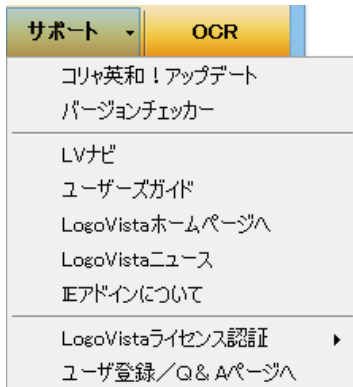 サポート OCR
コリャ英和！アップデート
バージョンチェッカー
LVナビ
ユーザーズガイド
LogoVistaホームページへ
LogoVistaニュース
IEアドインについて
LogoVistaライセンス認証
ユーザ登録／Q&Aページへ